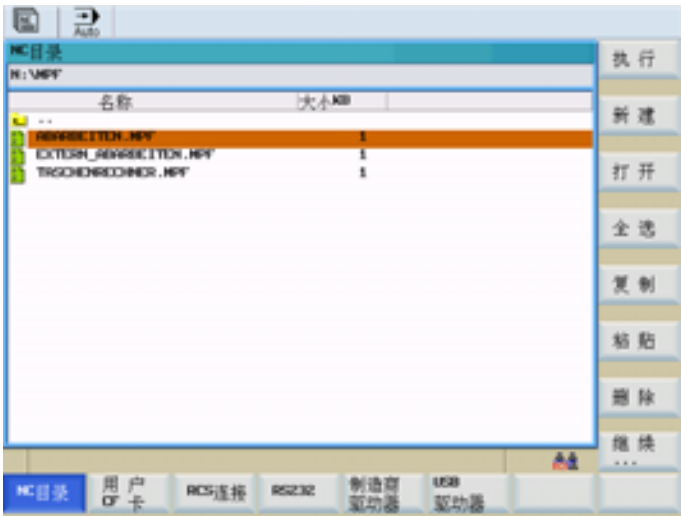 Auto
NC目录
N:\MPF
名称 大小KB
..
ABARBEITEN.MPF 1
EXTERN_ABARBEITEN.MPF 1
TASCHENRECHNER.MPF 1
执行
新建
打开
全选
复制
粘贴
删除
继续
...
NC目录
用户
CF卡
RCS连接
RS232
制造商
驱动器
USB
驱动器